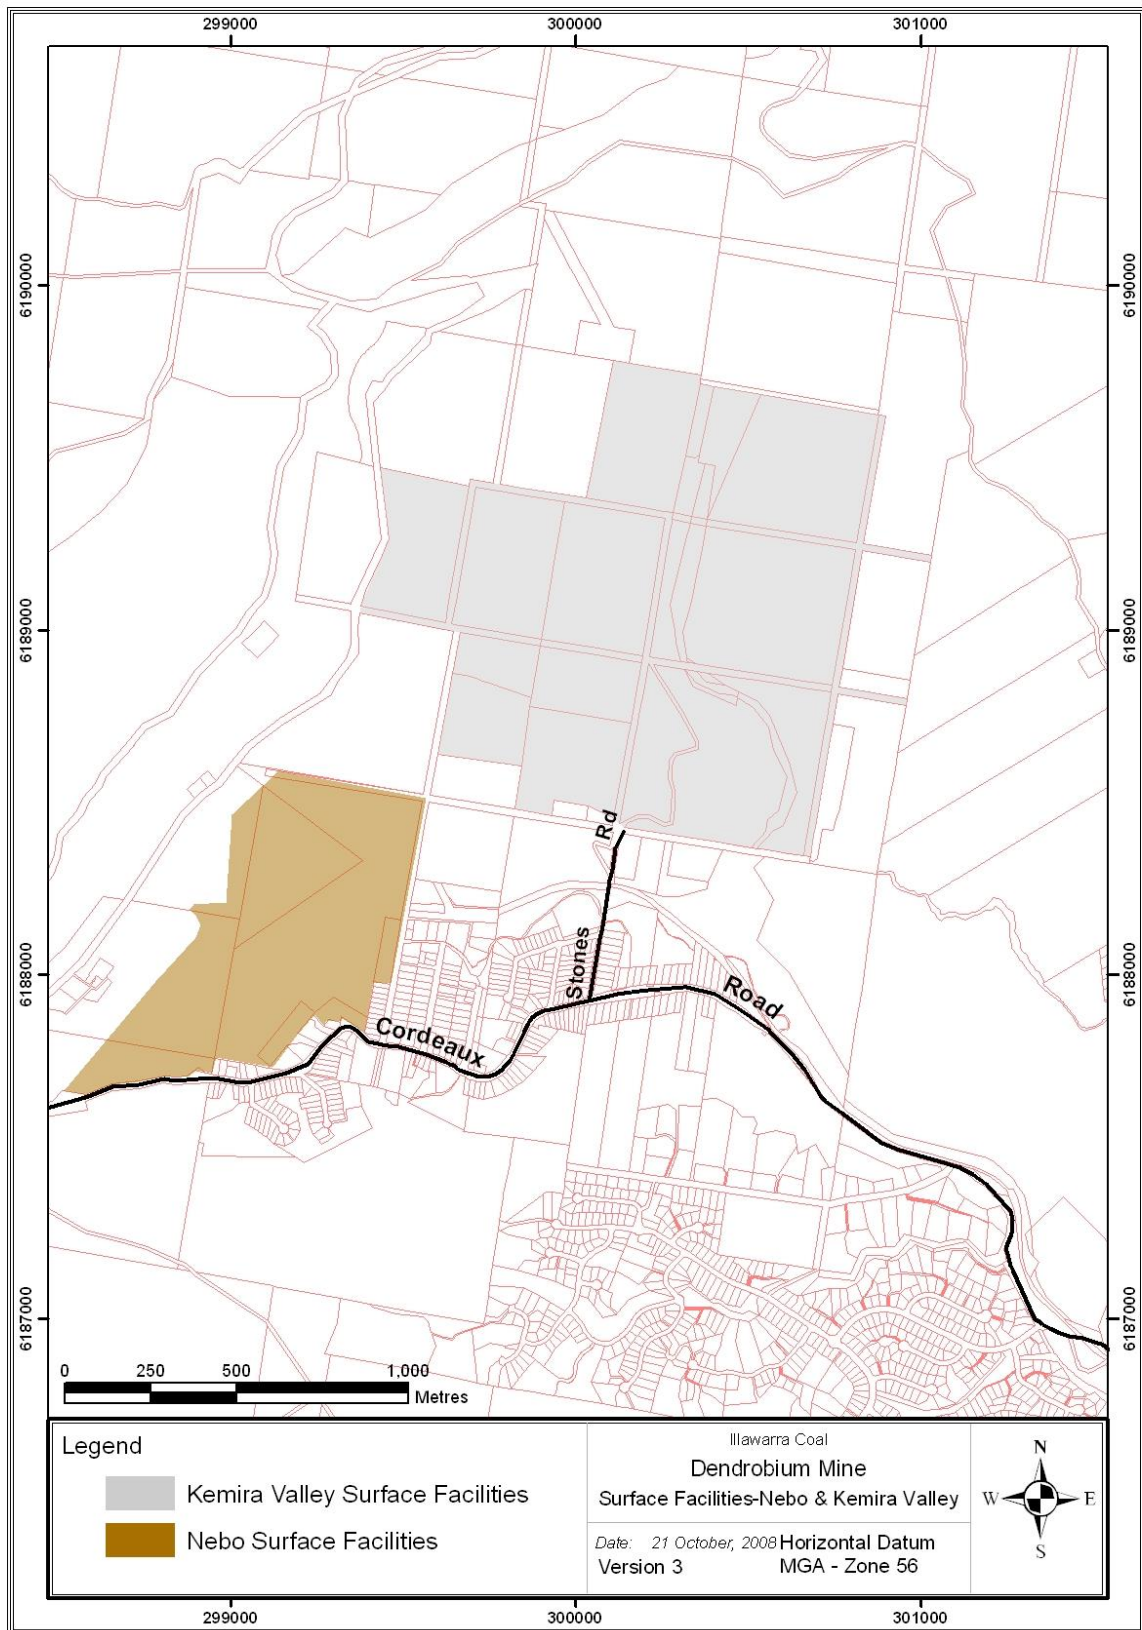 299000
300000
301000
6190000
6190000
6189000
6189000
Rd
Stones
6188000
6188000
Road
Cordeaux
6187000
6187000
0 250 500 1,000
Metres
Legend
Kemira Valley Surface Facilities
Nebo Surface Facilities
Illawarra Coal
Dendrobium Mine
Surface Facilities-Nebo & Kemira Valley
Date: 21 October, 2008 Horizontal Datum
Version 3 MGA - Zone 56
N
W E
S
299000
300000
301000